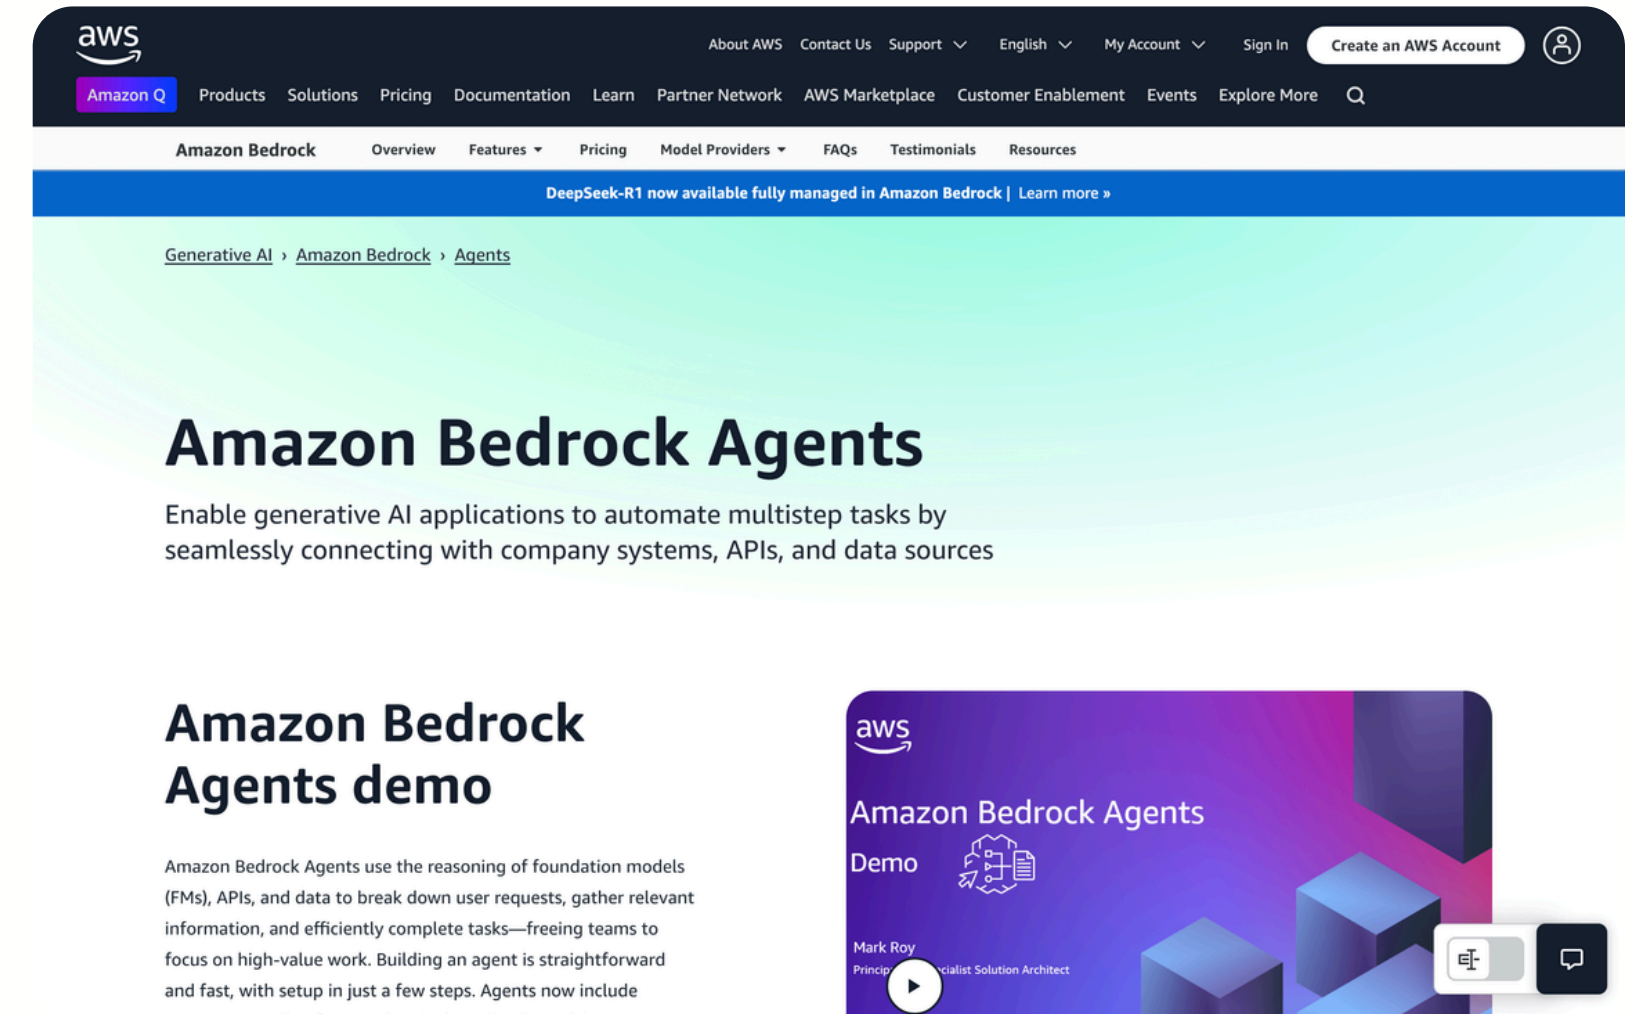 aws
About AWS Contact Us Support English My Account Sign In Create an AWS Account
Amazon Q Products Solutions Pricing Documentation Learn Partner Network AWS Marketplace Customer Enablement Events Explore More
Amazon Bedrock Overview Features Pricing Model Providers FAQs Testimonials Resources
DeepSeek-R1 now available fully managed in Amazon Bedrock | Learn more »
Generative AI › Amazon Bedrock › Agents
Amazon Bedrock Agents
Enable generative AI applications to automate multistep tasks by
seamlessly connecting with company systems, APIs, and data sources
Amazon Bedrock
Agents demo
Amazon Bedrock Agents use the reasoning of foundation models
(FMs), APIs, and data to break down user requests, gather relevant
information, and efficiently complete tasks—freeing teams to
focus on high-value work. Building an agent is straightforward
and fast, with setup in just a few steps. Agents now include
aws
Amazon Bedrock Agents
Demo
Mark Roy
Solution Architect